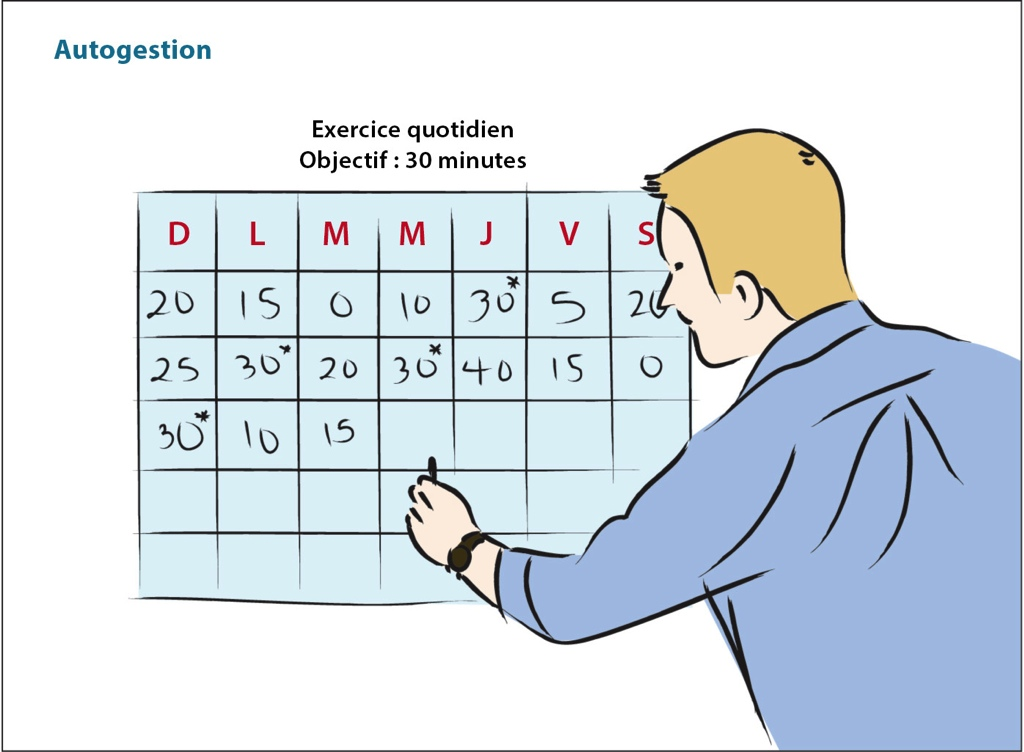 Autogestion
Exercice quotidien
Objectif : 30 minutes
D L M M J V S
20 15 0 10 30* 5 20
25 30* 20 30* 40 15 0
30* 10 15